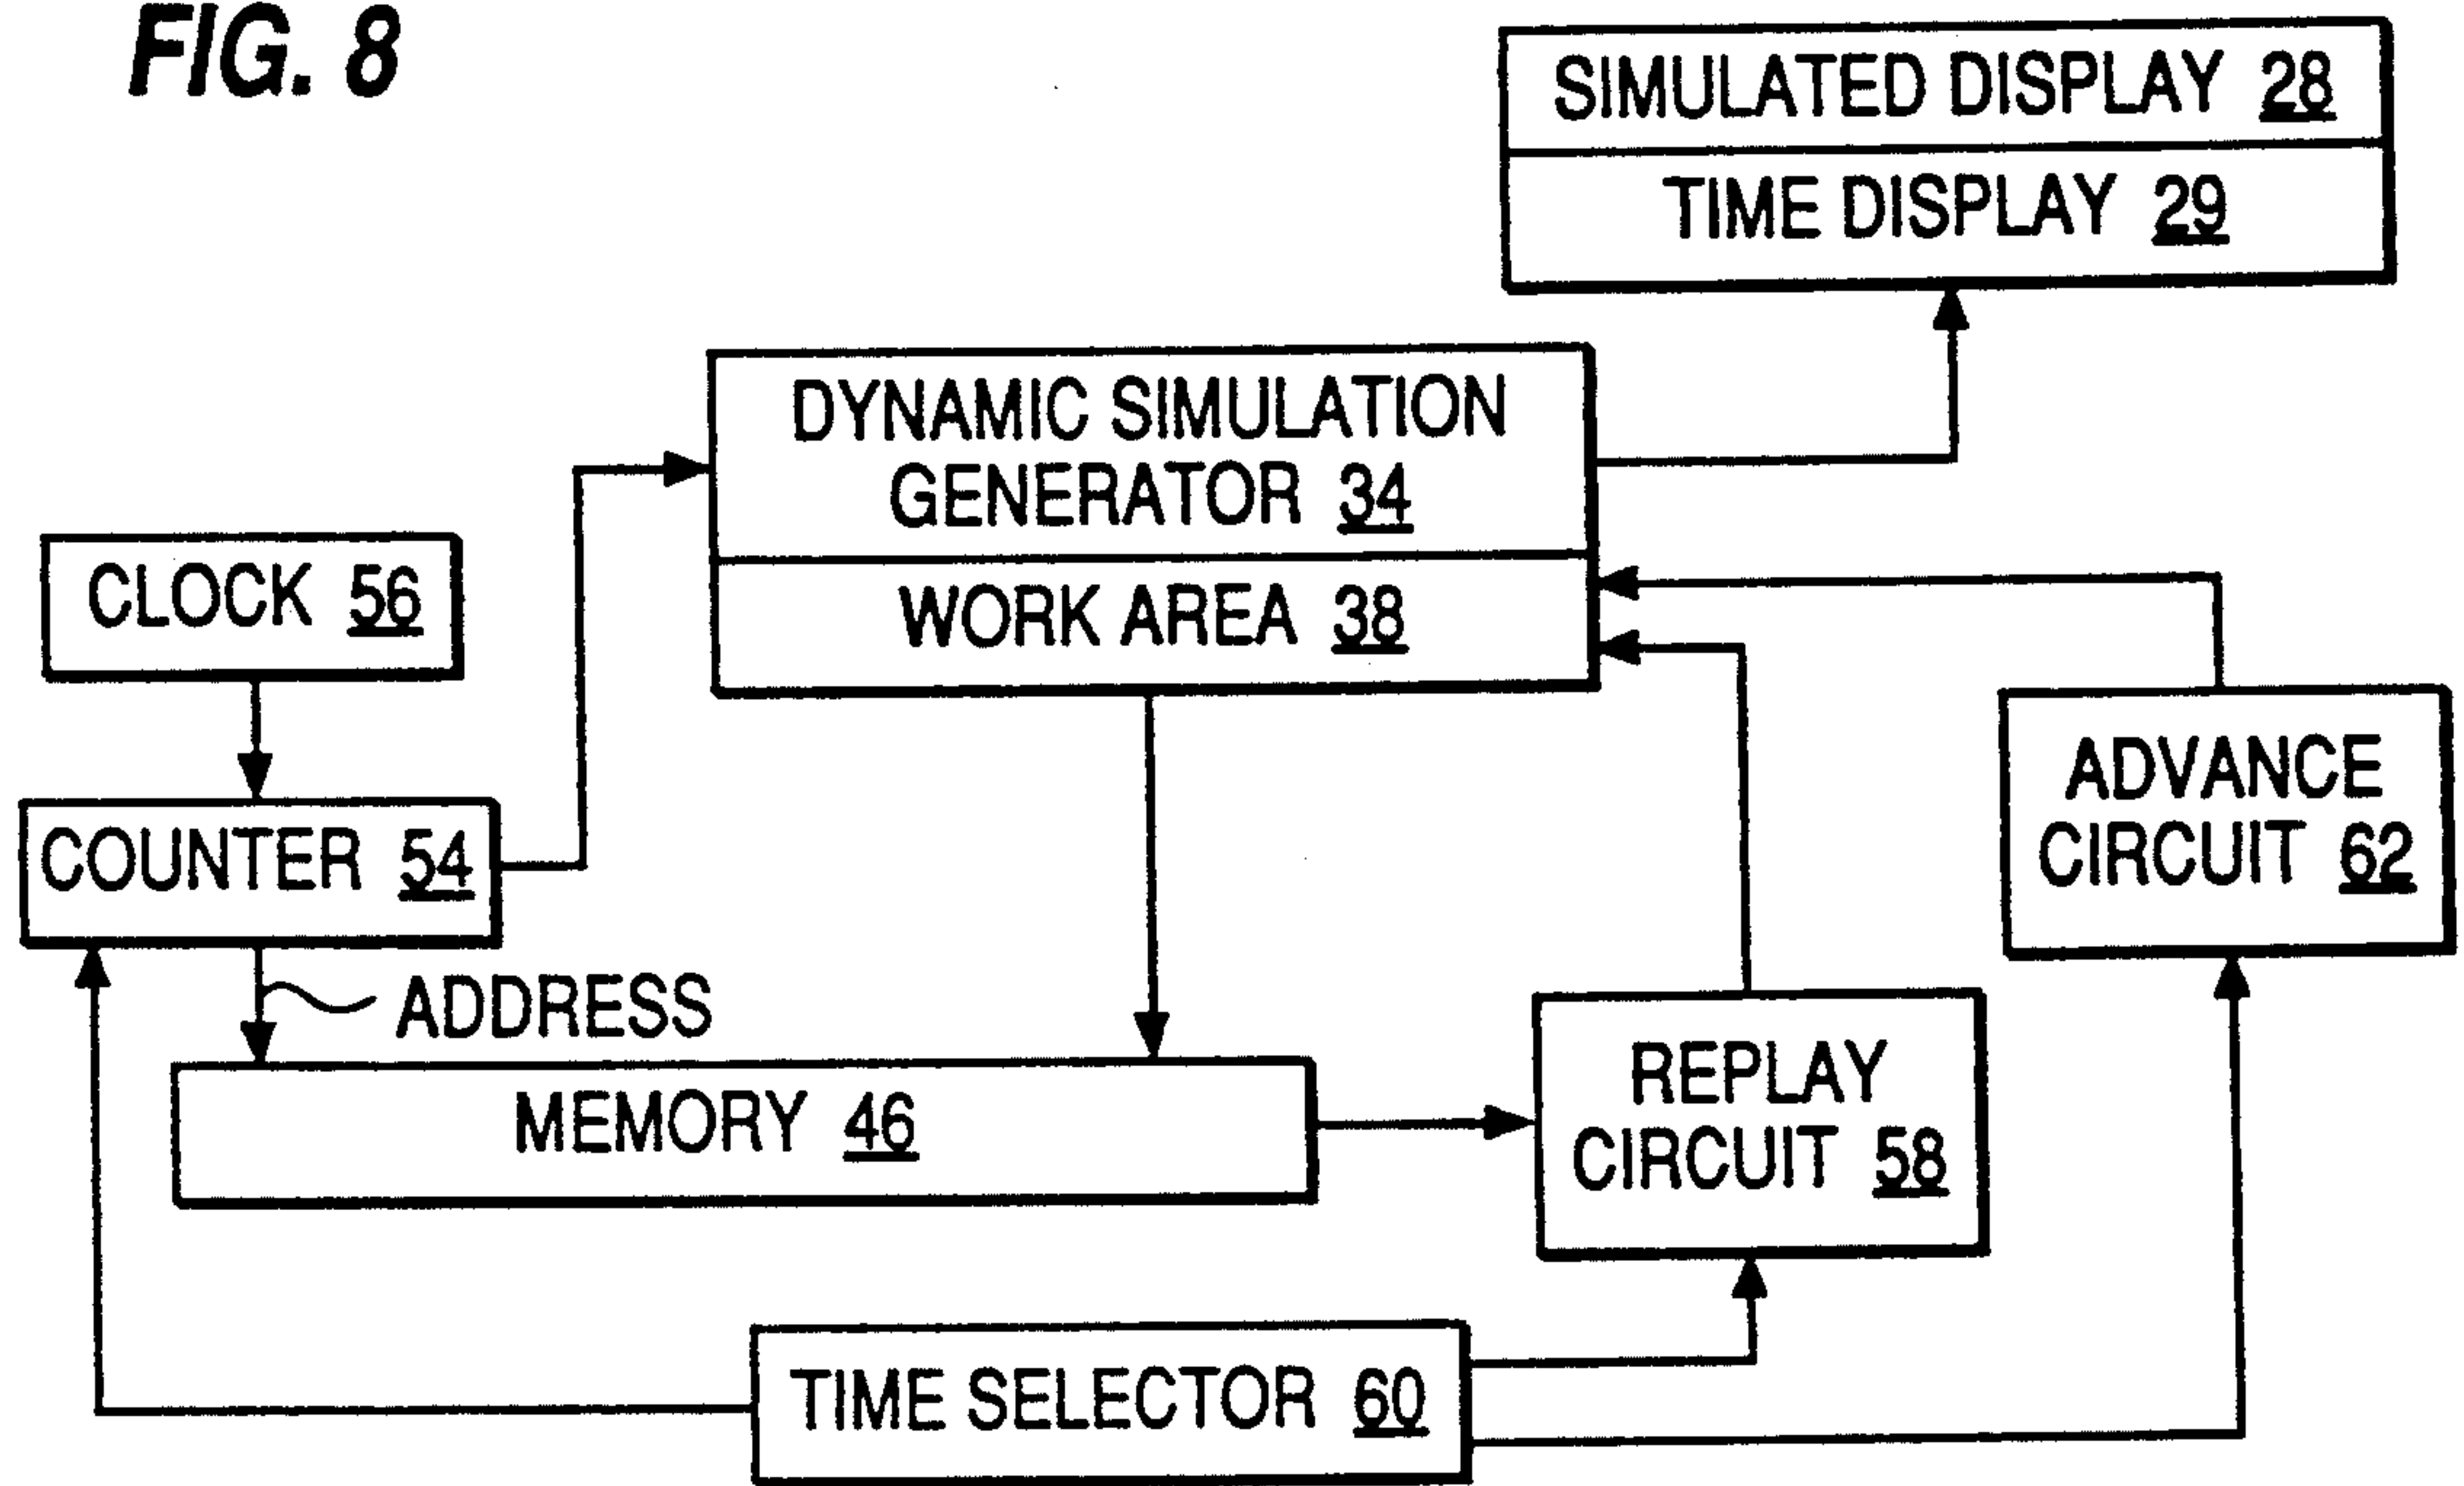 FIG. 8
SIMULATED DISPLAY 28
TIME DISPLAY 29
DYNAMIC SIMULATION
GENERATOR 34
WORK AREA 38
CLOCK 56
COUNTER 54
ADDRESS
ADVANCE
CIRCUIT 62
MEMORY 46
REPLAY
CIRCUIT 58
TIME SELECTOR 60